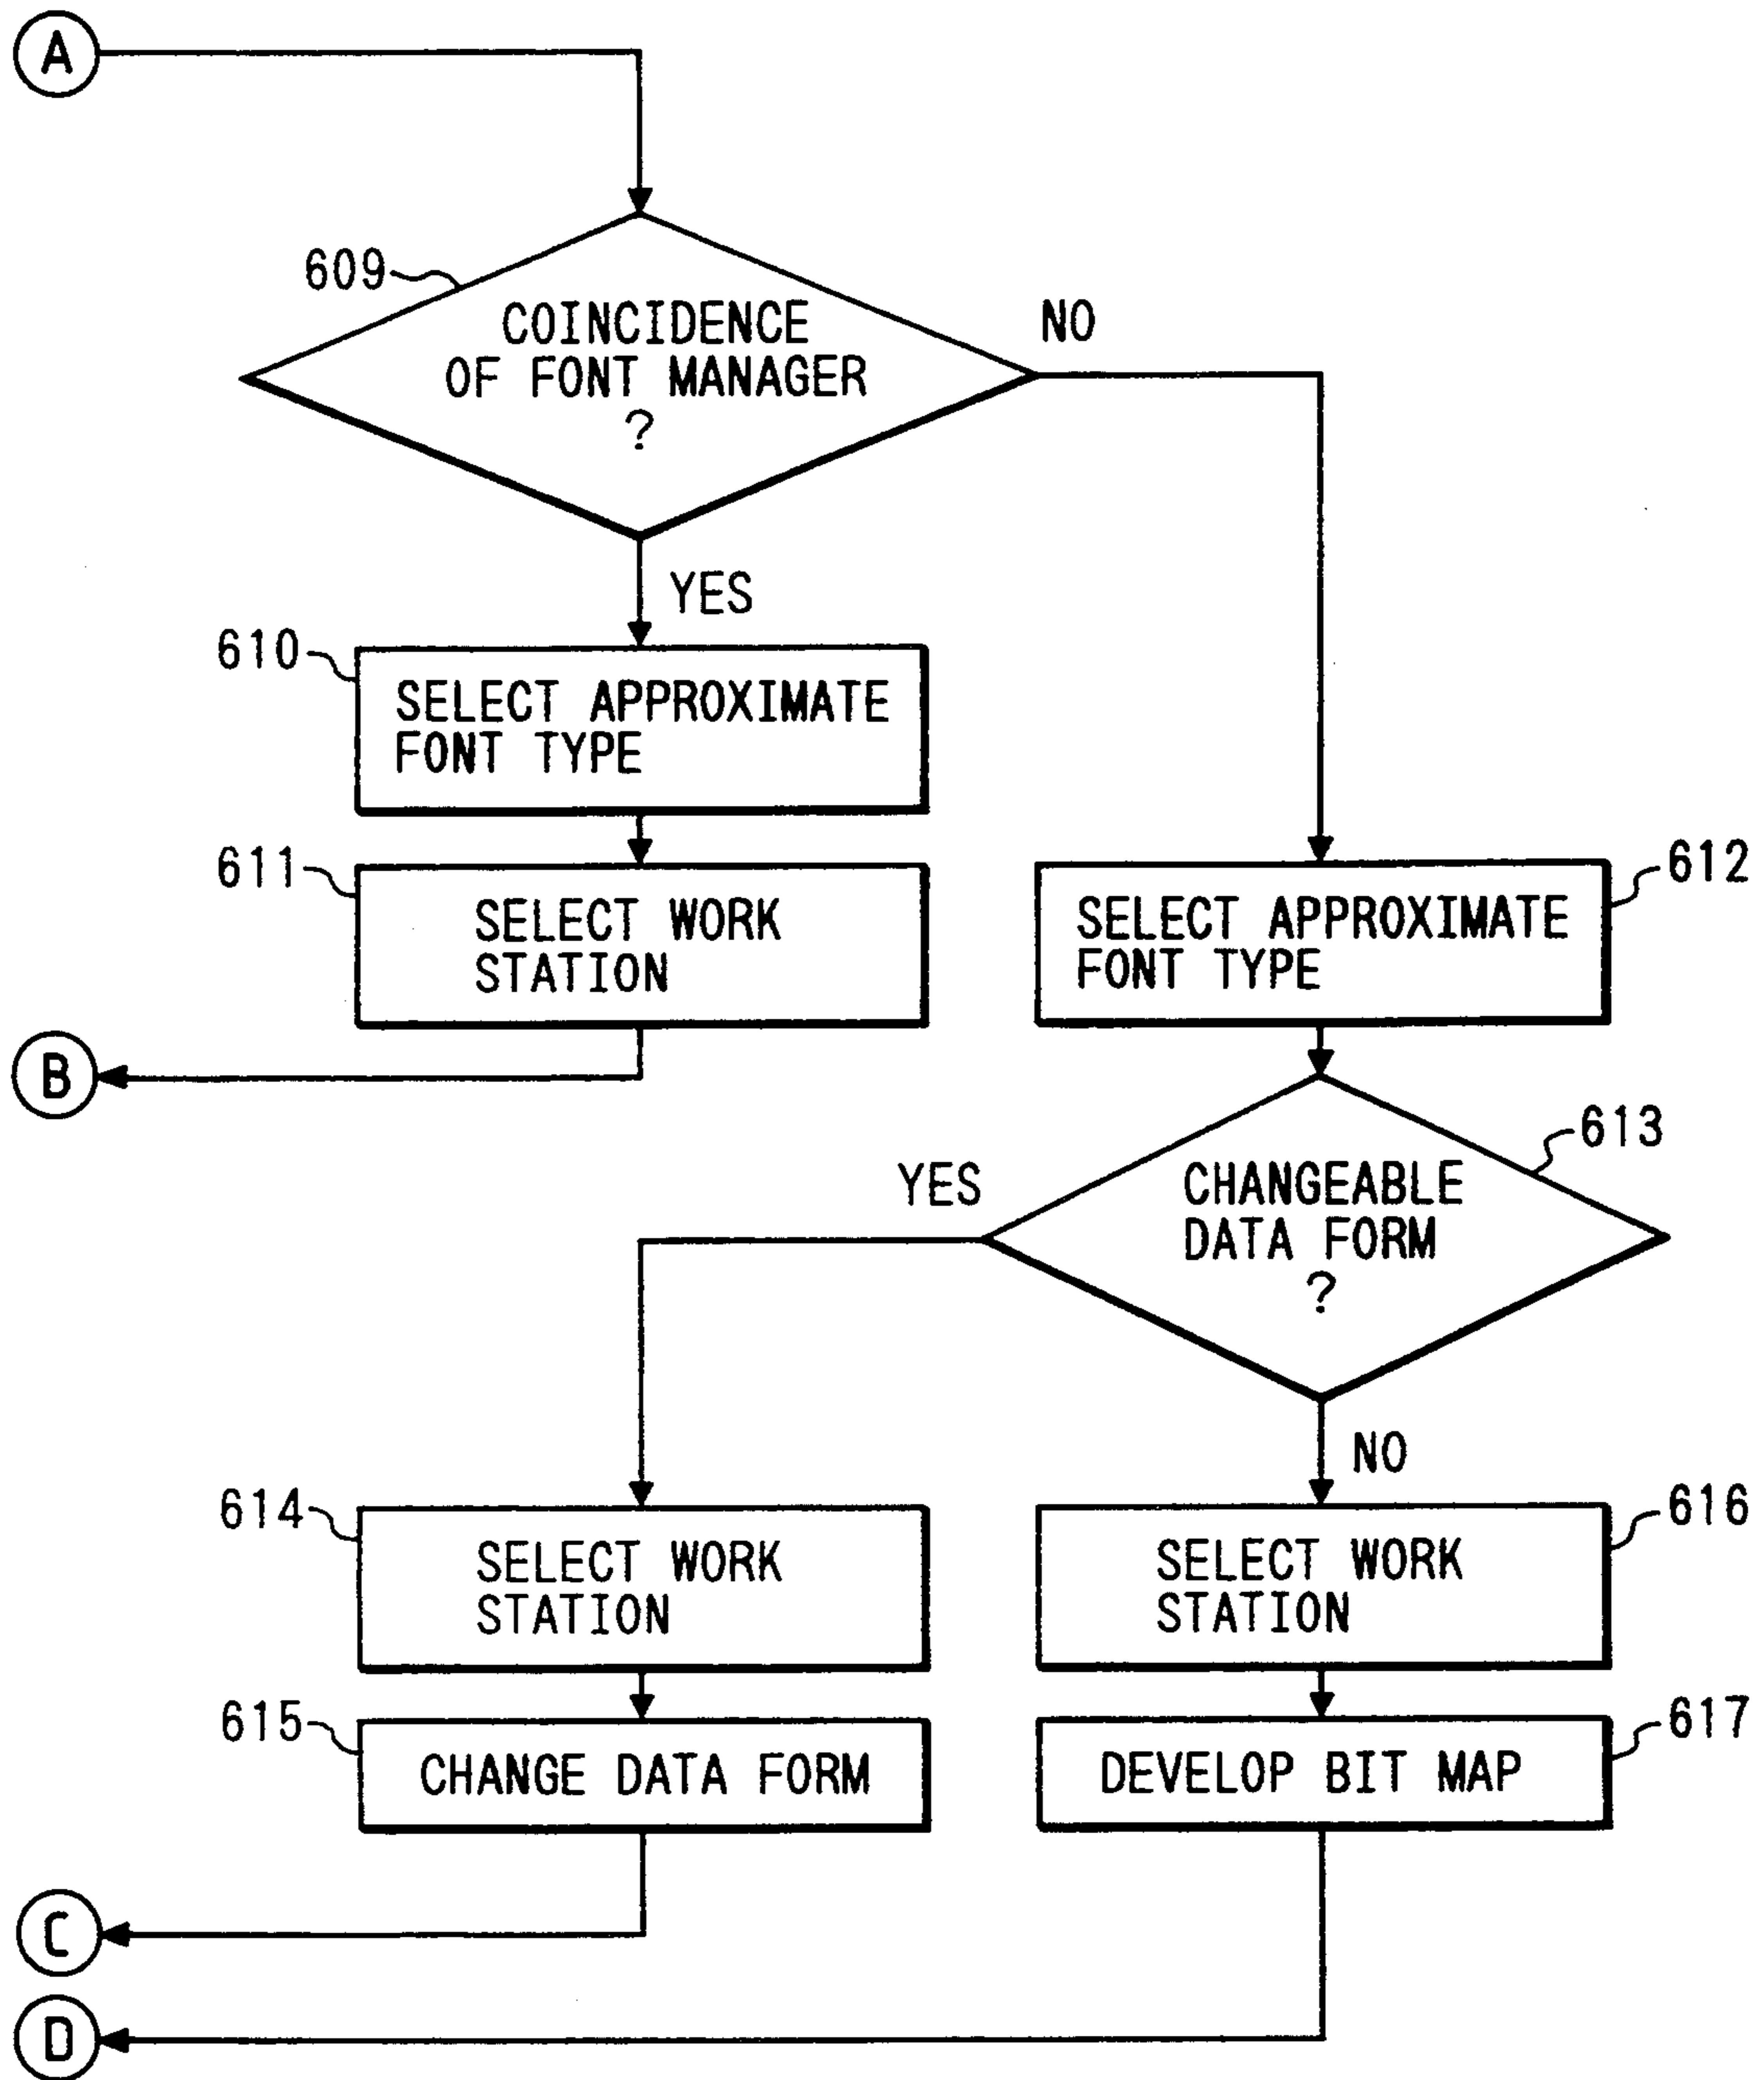 A
609
COINCIDENCE
OF FONT MANAGER
?
NO
YES
610
SELECT APPROXIMATE
FONT TYPE
611
SELECT WORK
STATION
612
SELECT APPROXIMATE
FONT TYPE
B
613
CHANGEABLE
DATA FORM
?
YES
NO
614
SELECT WORK
STATION
616
SELECT WORK
STATION
615
CHANGE DATA FORM
617
DEVELOP BIT MAP
C
D